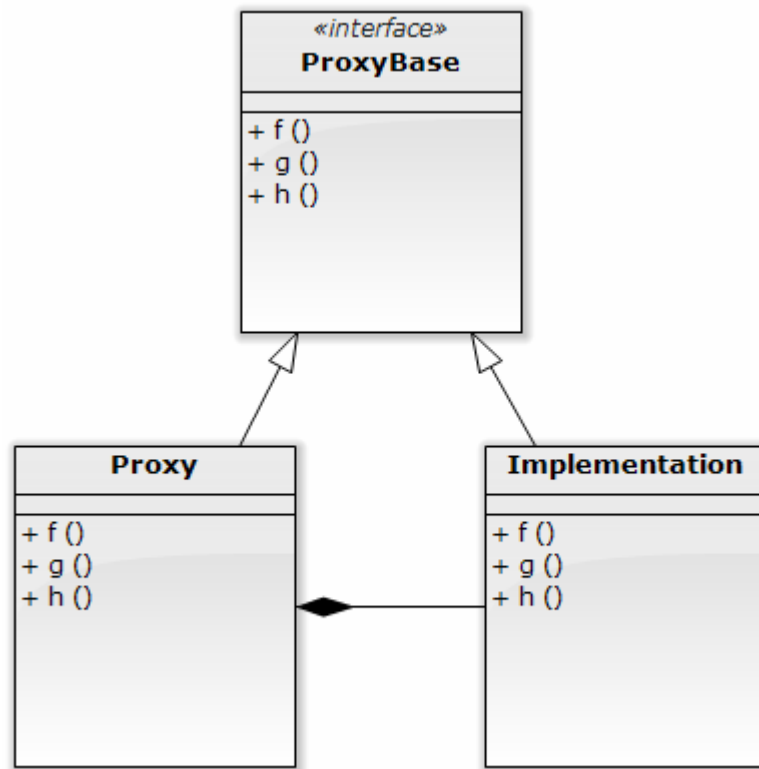 «interface»
ProxyBase
+ f ()
+ g ()
+ h ()
Proxy
+ f ()
+ g ()
+ h ()
Implementation
+ f ()
+ g ()
+ h ()